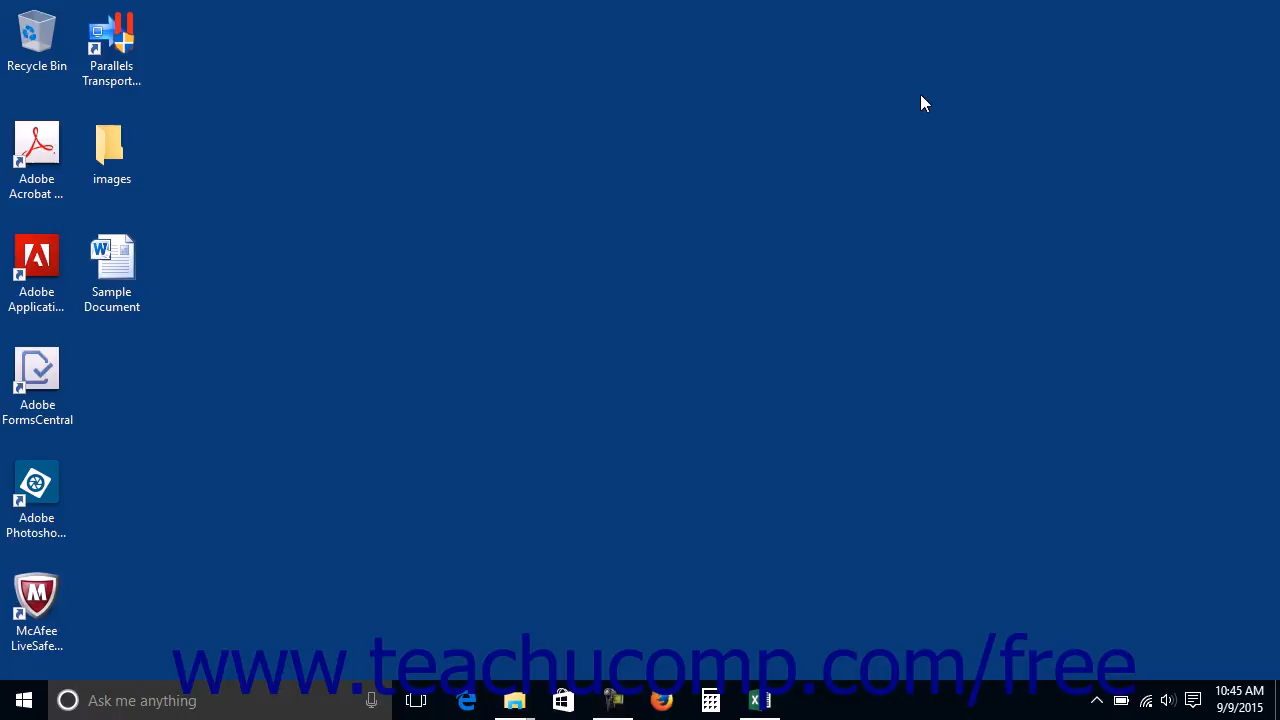 Recycle Bin
Parallels
Transport...
Adobe
Acrobat ...
images
Adobe
Applicati...
Sample
Document
Adobe
FormsCentral
Adobe
Photosho...
McAfee
LiveSafe...
www.teachucomp.com/free
Ask me anything
10:45 AM
9/9/2015